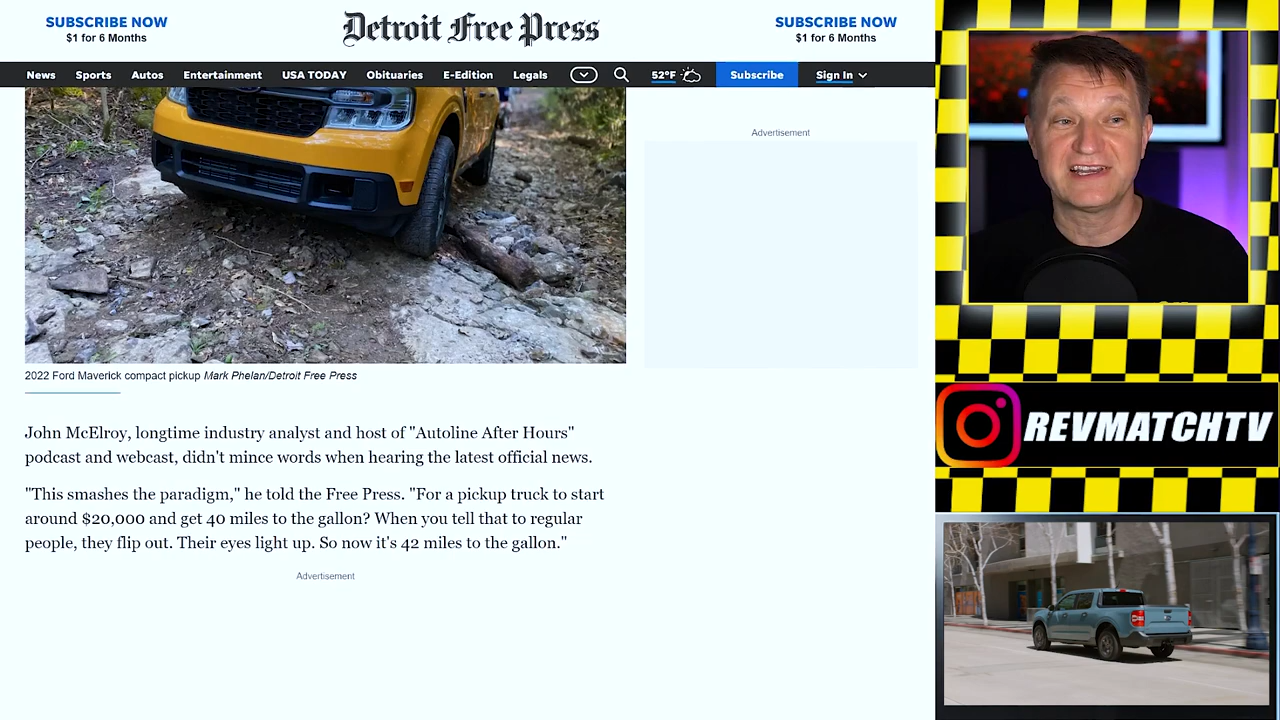 SUBSCRIBE NOW
$1 for 6 Months
Detroit Free Press
SUBSCRIBE NOW
$1 for 6 Months
News Sports Autos Entertainment USA TODAY Obituaries E-Edition Legals 52°F Subscribe Sign In
Advertisement
2022 Ford Maverick compact pickup Mark Phelan/Detroit Free Press
John McElroy, longtime industry analyst and host of "Autoline After Hours"
podcast and webcast, didn't mince words when hearing the latest official news.
"This smashes the paradigm," he told the Free Press. "For a pickup truck to start
around $20,000 and get 40 miles to the gallon? When you tell that to regular
people, they flip out. Their eyes light up. So now it's 42 miles to the gallon."
Advertisement
REVMATCHTV